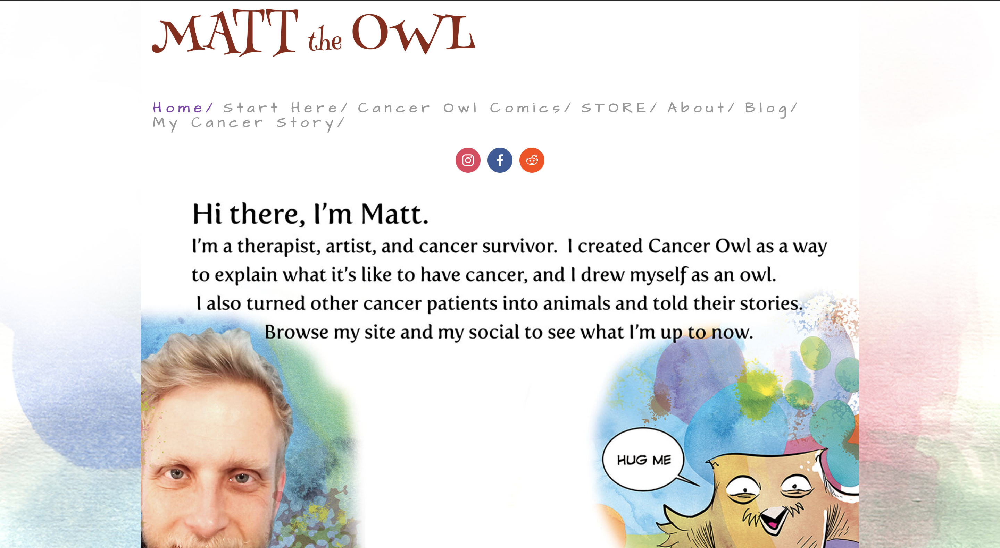 MATT the OWL
Home/ Start Here/ Cancer Owl Comics/ STORE/ About/ Blog/
My Cancer Story/
Hi there, I'm Matt.
I'm a therapist, artist, and cancer survivor.  I created Cancer Owl as a way
to explain what it's like to have cancer, and I drew myself as an owl.
I also turned other cancer patients into animals and told their stories.
Browse my site and my social to see what I'm up to now.
HUG ME